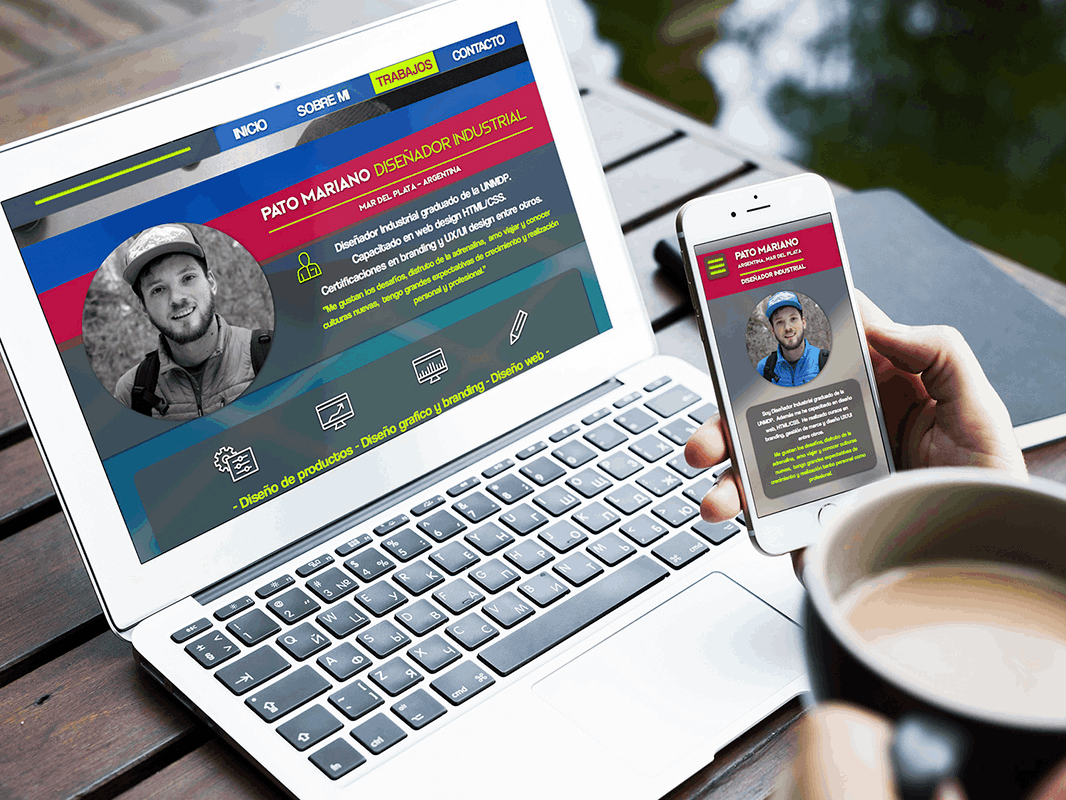 INICIO
SOBRE MI
TRABAJOS
CONTACTO
PATO MARIANO DISEÑADOR INDUSTRIAL
MAR DEL PLATA - ARGENTINA
Diseñador Industrial graduado de la UNMDP.
Capacitado en web design HTML/CSS.
Certificaciones en branding y UX/UI design entre otros.
"Me gustan los desafíos, disfruto de la adrenalina, amo viajar y conocer
culturas nuevas, tengo grandes expectativas de crecimiento y realización
personal y profesional."
- Diseño de productos - Diseño grafico y branding - Diseño web -
PATO MARIANO
ARGENTINA, MAR DEL PLATA
DISEÑADOR INDUSTRIAL
Soy Diseñador Industrial graduado de la
UNMDP. Además me he capacitado en diseño
web, HTML/CSS. He realizado cursos en
branding, gestión de marca y diseño UX/UI
entre otros.
Me gustan los desafíos, disfruto de la
adrenalina, amo viajar y conocer culturas
nuevas, tengo grandes expectativas de
crecimiento y realización tanto personal como
profesional.
cmd
alt
ctrl
fn
cmd